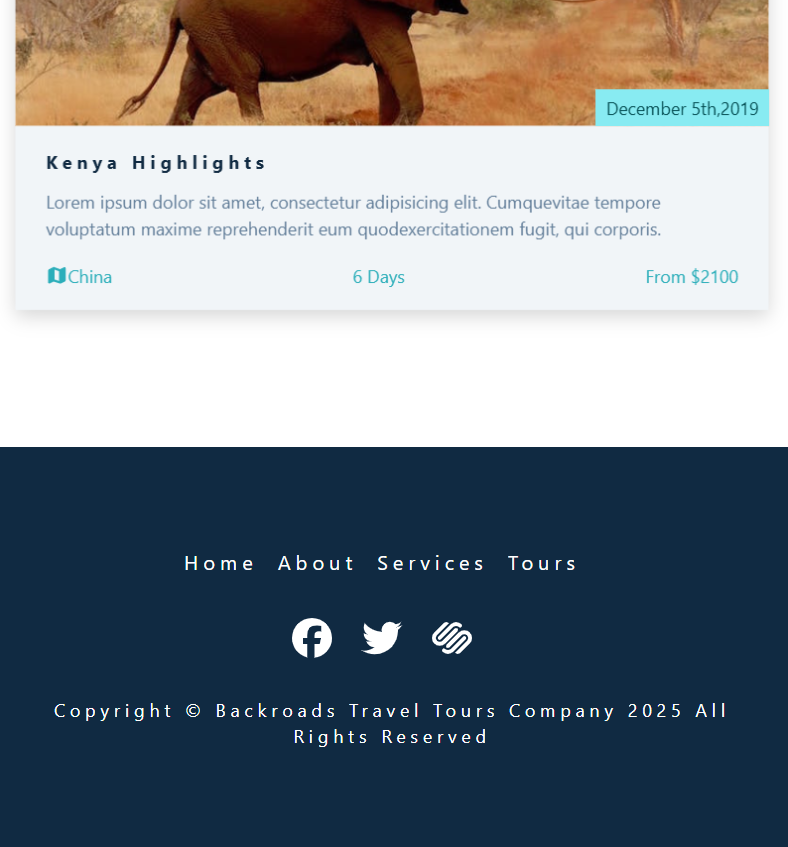 December 5th,2019
Kenya Highlights
Lorem ipsum dolor sit amet, consectetur adipisicing elit. Cumquevitae tempore
voluptatum maxime reprehenderit eum quodexercitationem fugit, qui corporis.
China 6 Days From $2100
Home About Services Tours
Copyright © Backroads Travel Tours Company 2025 All
Rights Reserved